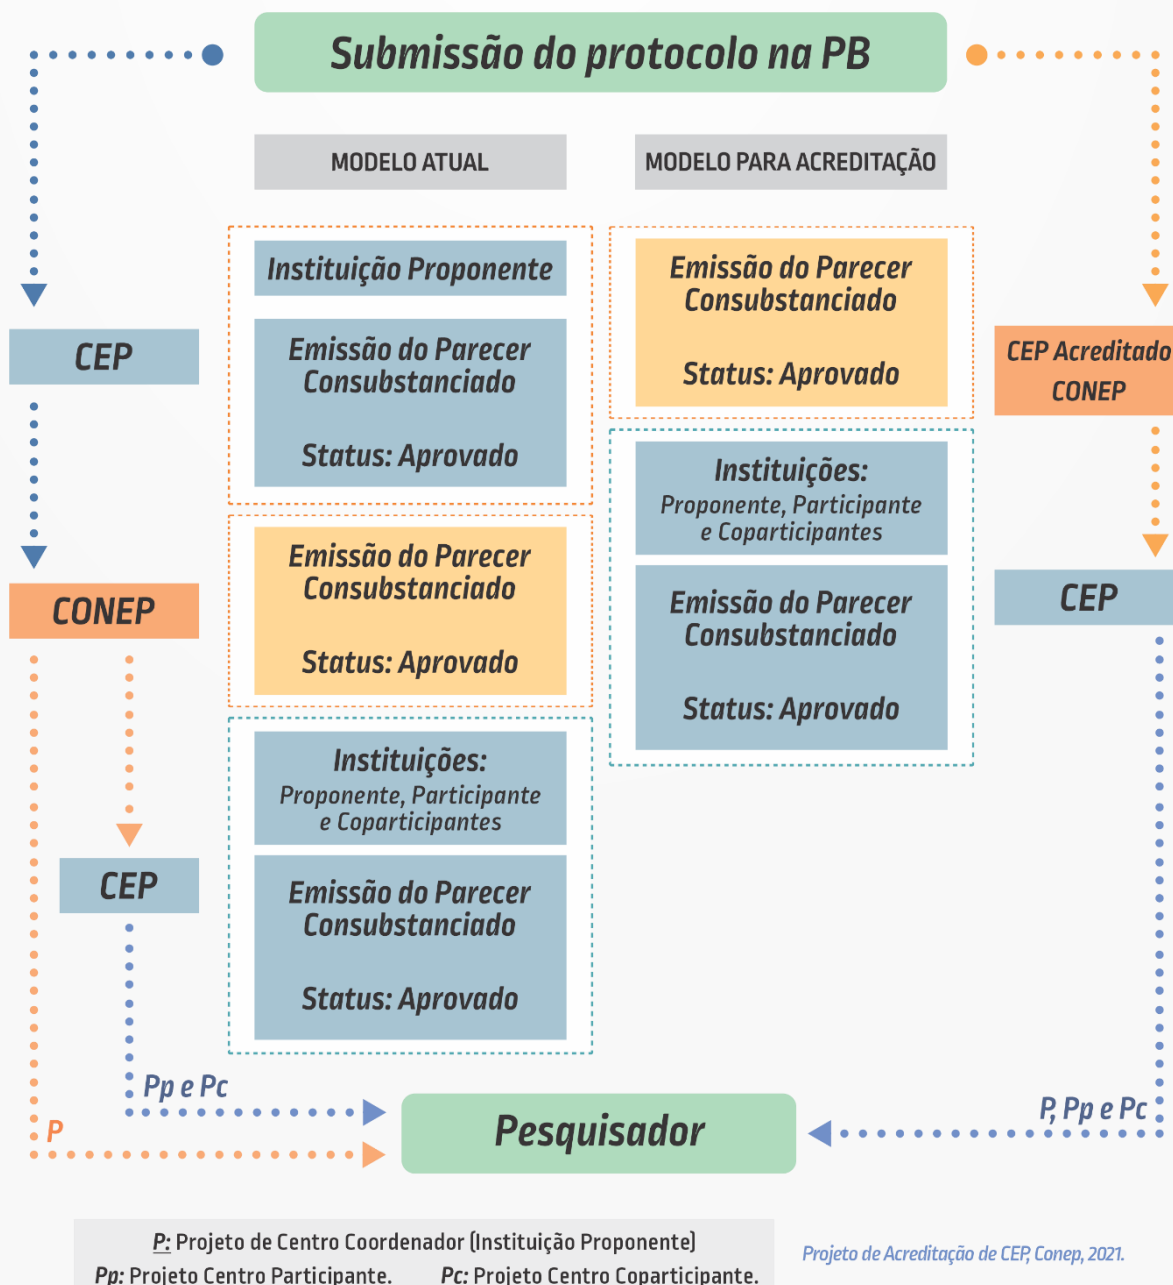 Submissão do protocolo na PB
MODELO ATUAL
MODELO PARA ACREDITAÇÃO
CEP
CONEP
CEP
Instituição Proponente
Emissão do Parecer
Consubstanciado
Status: Aprovado
Emissão do Parecer
Consubstanciado
Status: Aprovado
Instituições:
Proponente, Participante
e Coparticipantes
Emissão do Parecer
Consubstanciado
Status: Aprovado
Emissão do Parecer
Consubstanciado
Status: Aprovado
Instituições:
Proponente, Participante
e Coparticipantes
Emissão do Parecer
Consubstanciado
Status: Aprovado
CEP Acreditado
CONEP
CEP
Pp e Pc
P
Pesquisador
P, Pp e Pc
P: Projeto de Centro Coordenador (Instituição Proponente)
Pp: Projeto Centro Participante. Pc: Projeto Centro Coparticipante.
Projeto de Acreditação de CEP, Conep, 2021.